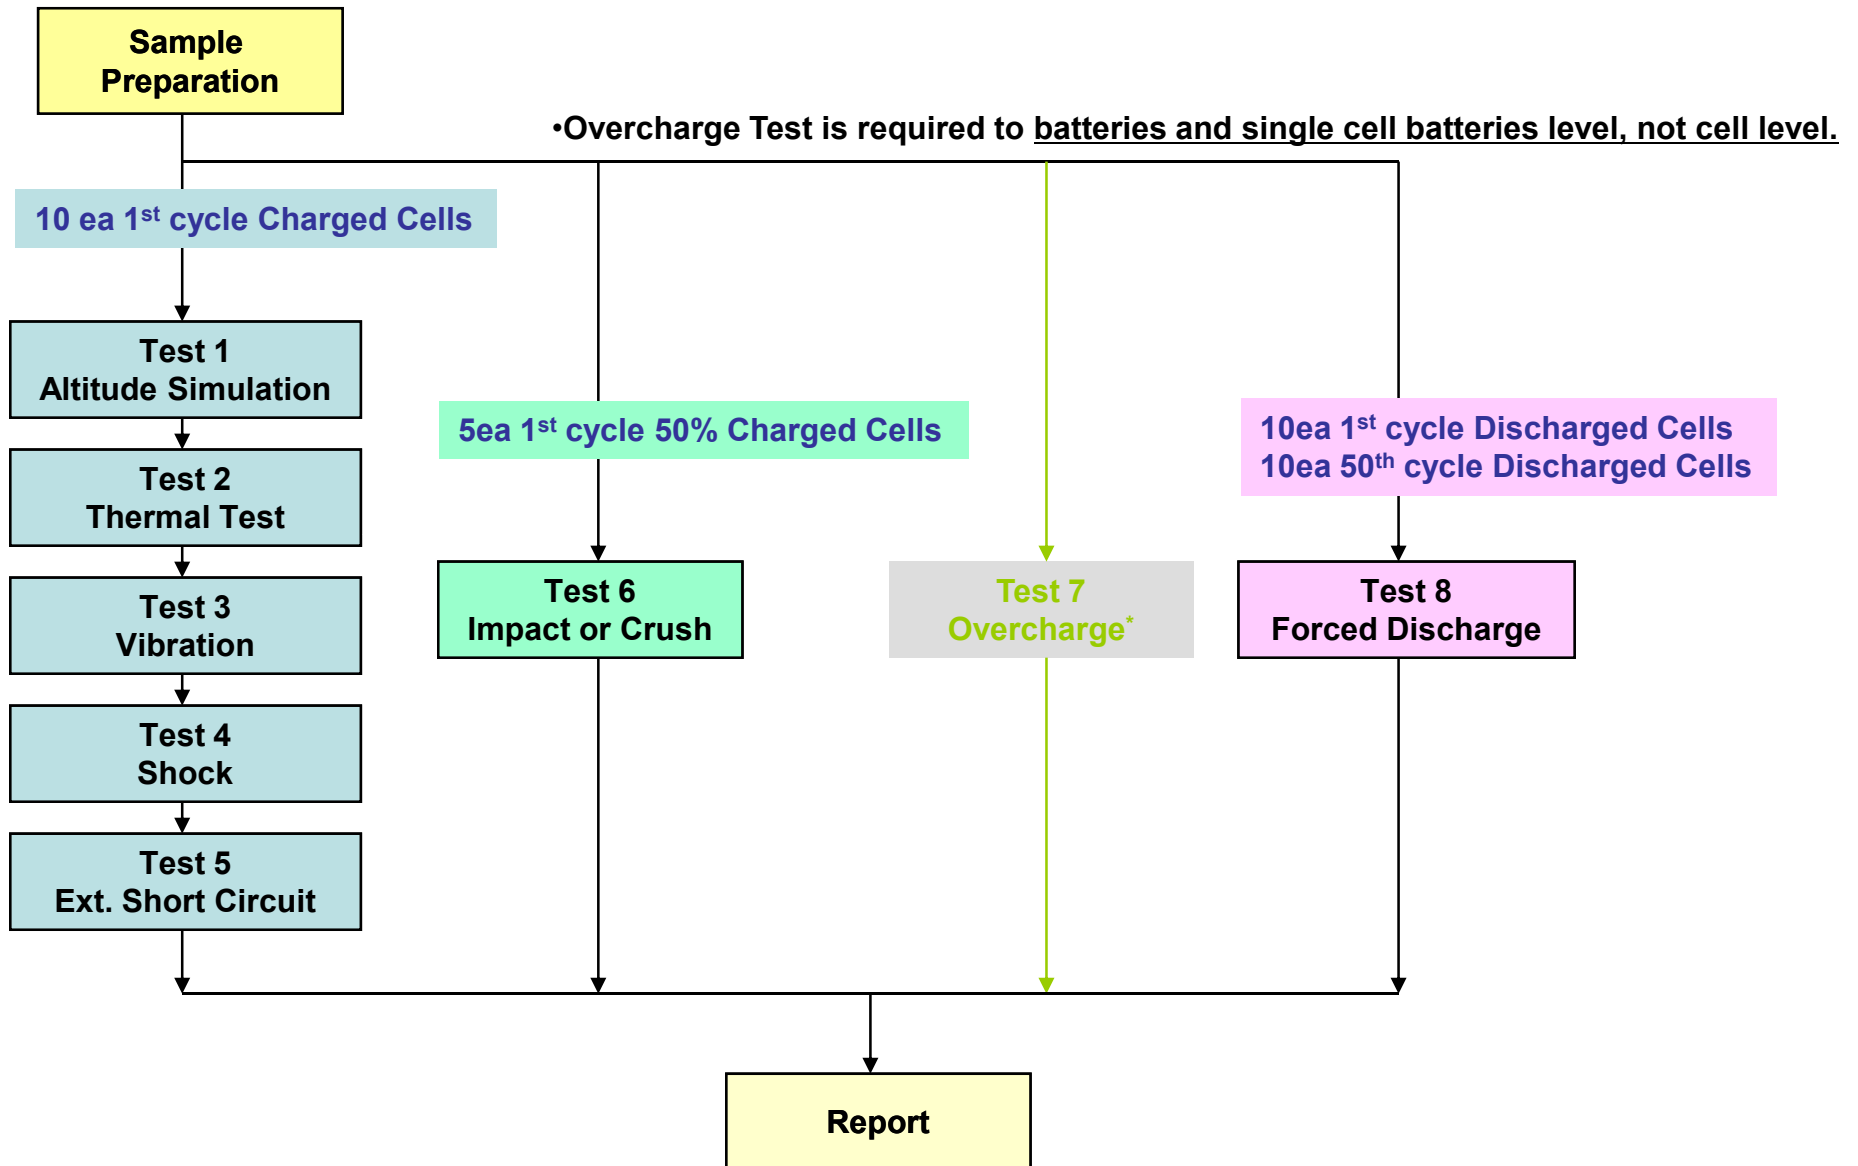 Sample
Preparation
•Overcharge Test is required to batteries and single cell batteries level, not cell level.
10 ea 1st cycle Charged Cells
Test 1
Altitude Simulation
Test 2
Thermal Test
Test 3
Vibration
Test 4
Shock
Test 5
Ext. Short Circuit
5ea 1st cycle 50% Charged Cells
Test 6
Impact or Crush
Test 7
Overcharge*
10ea 1st cycle Discharged Cells
10ea 50th cycle Discharged Cells
Test 8
Forced Discharge
Report